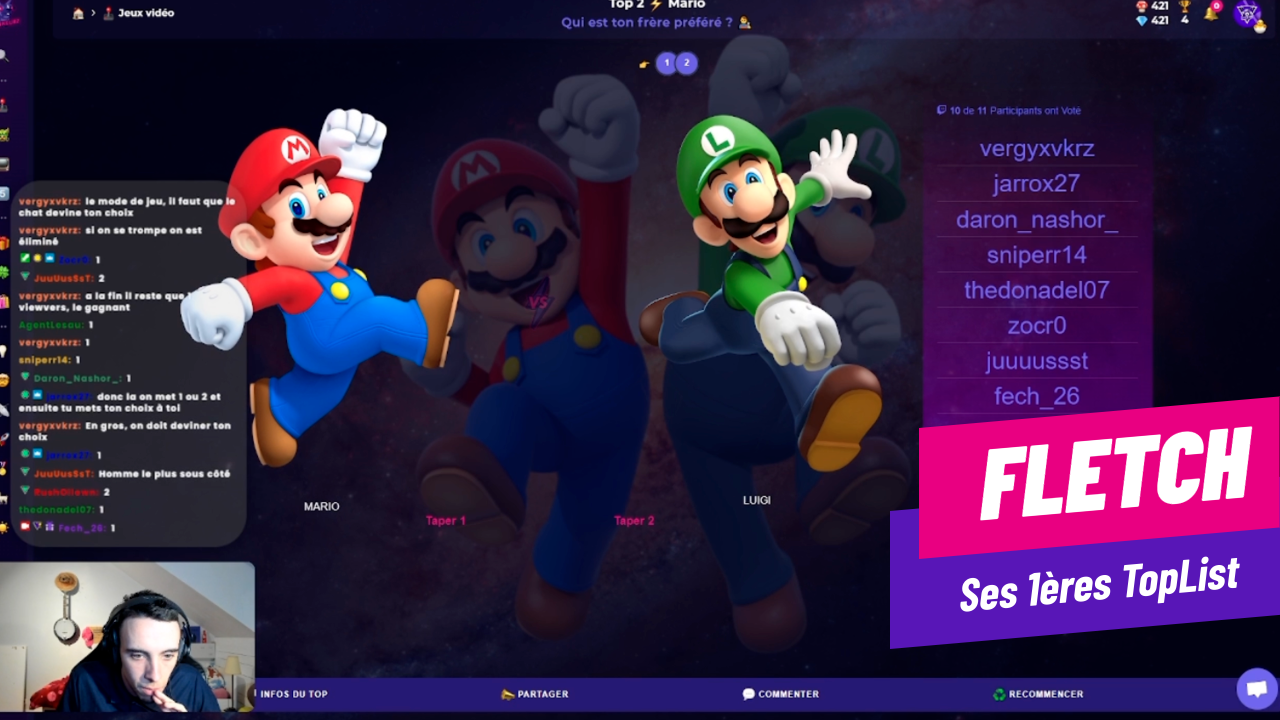 Top 2 ⚡ Mario
Qui est ton frère préféré ?
Jeux vidéo
421
421
4
0
1 2
10 de 11 Participants ont Voté
vergyxvkrz
jarrox27
daron_nashor_
sniperr14
thedonadel07
zocr0
juuuussst
fech_26
vergyxvkrz: le mode de jeu, il faut que le
chat devine ton choix
vergyxvkrz: si on se trompe on est
éliminé
1
JuuUusSsT: 2
vergyxvkrz: a la fin il reste que
viewvers, le gagnant
AgentLesau: 1
vergyxvkrz: 1
sniperr14: 1
Daron_Nashor_: 1
jarrox27: donc la on met 1 ou 2 et
ensuite tu mets ton choix à toi
vergyxvkrz: En gros, on doit deviner ton
choix
jarrox27: 1
JuuUusSsT: Homme le plus sous côté
2
thedonadel07: 1
Fech_26: 1
M
L
VS
MARIO
LUIGI
Taper 1
Taper 2
FLETCH
Ses 1ères TopList
INFOS DU TOP
PARTAGER
COMMENTER
RECOMMENCER